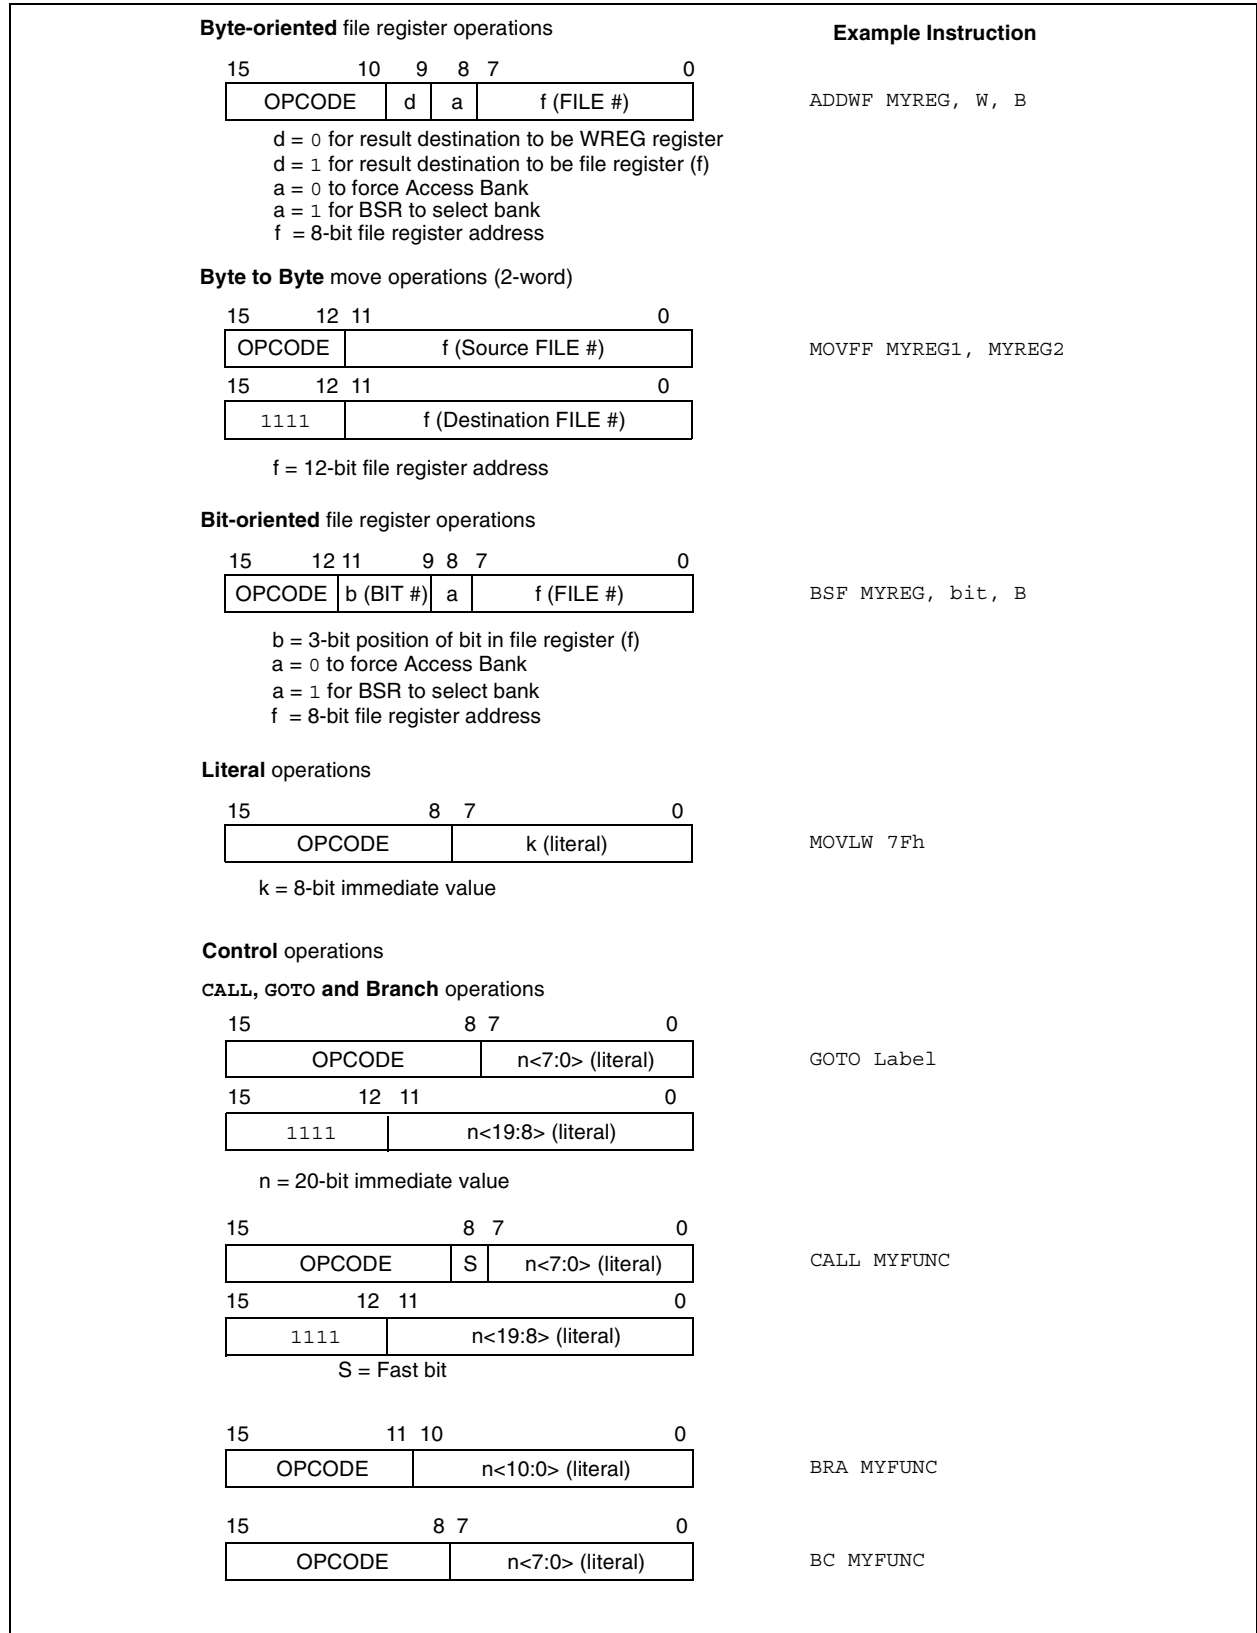 Byte-oriented file register operations
Example Instruction
15 10 9 8 7 0
OPCODE d a f (FILE #)
ADDWF MYREG, W, B
d = 0 for result destination to be WREG register
d = 1 for result destination to be file register (f)
a = 0 to force Access Bank
a = 1 for BSR to select bank
f = 8-bit file register address
Byte to Byte move operations (2-word)
15 12 11 0
OPCODE f (Source FILE #)
MOVFF MYREG1, MYREG2
15 12 11 0
1111 f (Destination FILE #)
f = 12-bit file register address
Bit-oriented file register operations
15 12 11 9 8 7 0
OPCODE b (BIT #) a f (FILE #)
BSF MYREG, bit, B
b = 3-bit position of bit in file register (f)
a = 0 to force Access Bank
a = 1 for BSR to select bank
f = 8-bit file register address
Literal operations
15 8 7 0
OPCODE k (literal)
MOVLW 7Fh
k = 8-bit immediate value
Control operations
CALL, GOTO and Branch operations
15 8 7 0
OPCODE n<7:0> (literal)
GOTO Label
15 12 11 0
1111 n<19:8> (literal)
n = 20-bit immediate value
15 8 7 0
OPCODE S n<7:0> (literal)
CALL MYFUNC
15 12 11 0
1111 n<19:8> (literal)
S = Fast bit
15 11 10 0
OPCODE n<10:0> (literal)
BRA MYFUNC
15 8 7 0
OPCODE n<7:0> (literal)
BC MYFUNC